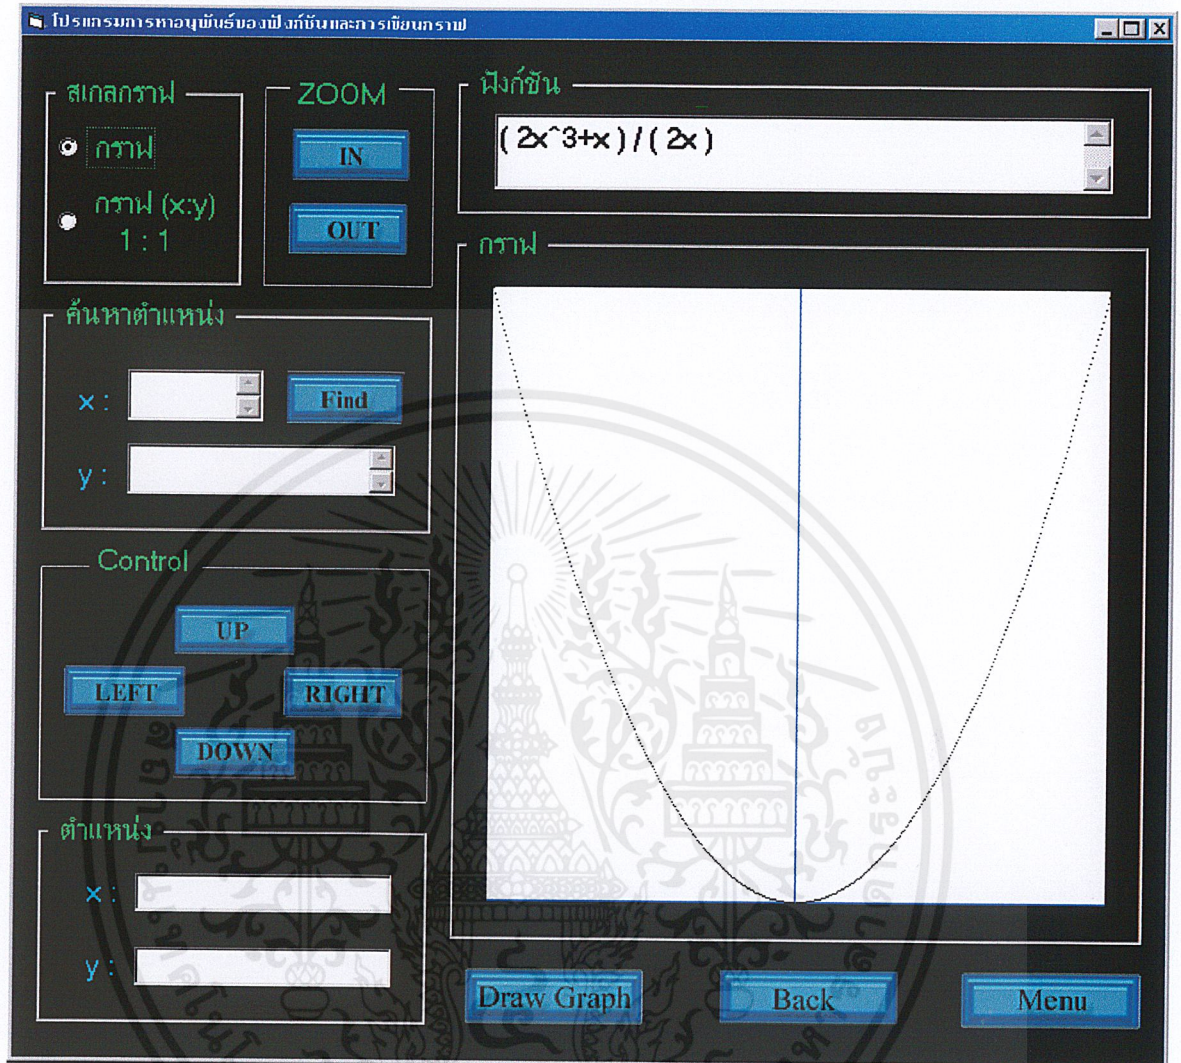 โปรแกรมการหาอนุพันธ์ของฟังก์ชันและการเขียนกราฟ
สเกลกราฟ
กราฟ
กราฟ (x:y)
1 : 1
ZOOM
IN
OUT
ฟังก์ชัน
( 2x^3+x ) / ( 2x )
กราฟ
ค้นหาตำแหน่ง
x :
Find
y :
Control
UP
LEFT
RIGHT
DOWN
ตำแหน่ง
x :
y :
Draw Graph
Back
Menu